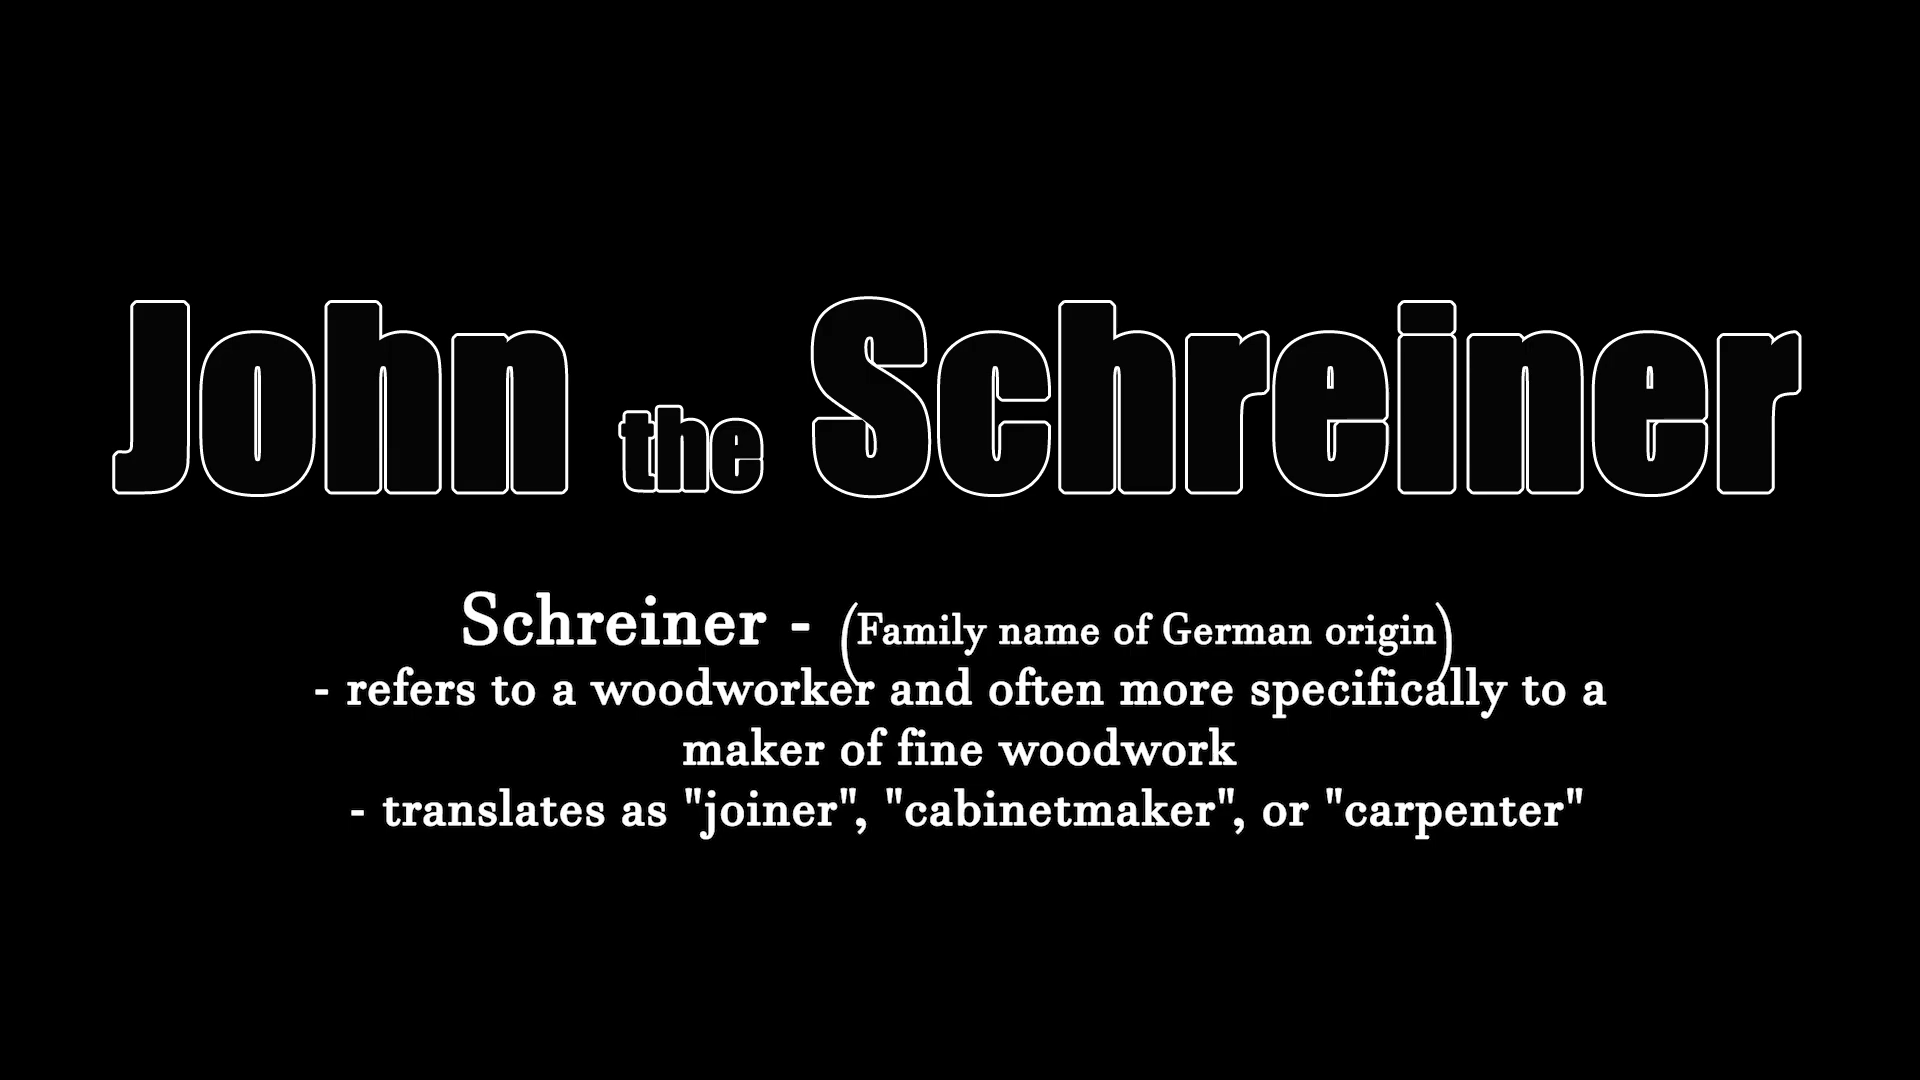 John the Schreiner
Schreiner - (Family name of German origin)
- refers to a woodworker and often more specifically to a
maker of fine woodwork
- translates as "joiner", "cabinetmaker", or "carpenter"